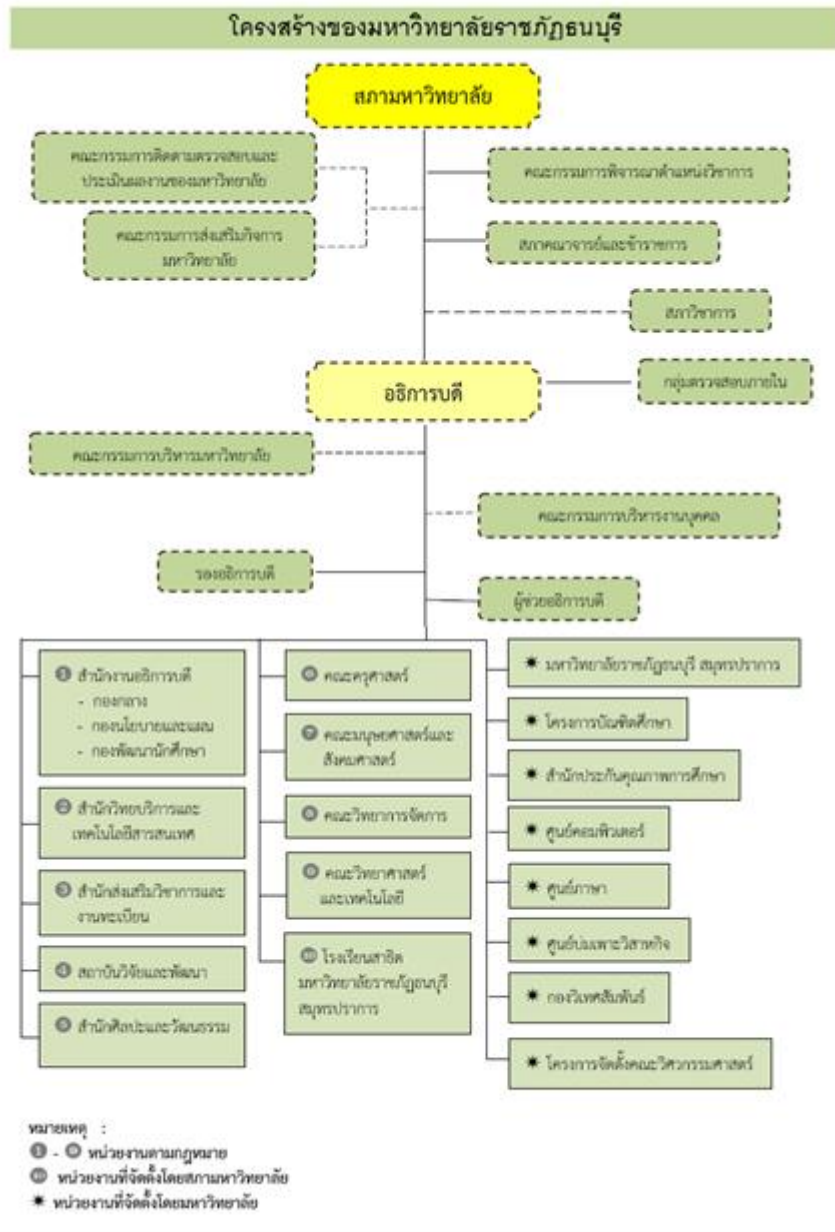 โครงสร้างของมหาวิทยาลัยราชภัฏธนบุรี
สภามหาวิทยาลัย
คณะกรรมการติดตามตรวจสอบและ
ประเมินผลงานของมหาวิทยาลัย
คณะกรรมการพิจารณาตำแหน่งวิชาการ
คณะกรรมการส่งเสริมกิจการ
มหาวิทยาลัย
สภาคณาจารย์และข้าราชการ
สภาวิชาการ
อธิการบดี
กลุ่มตรวจสอบภายใน
คณะกรรมการบริหารมหาวิทยาลัย
คณะกรรมการบริหารงานบุคคล
รองอธิการบดี
ผู้ช่วยอธิการบดี
❶ สำนักงานอธิการบดี
- กองกลาง
- กองนโยบายและแผน
- กองพัฒนานักศึกษา
❷ สำนักวิทยบริการและ
เทคโนโลยีสารสนเทศ
❸ สำนักส่งเสริมวิชาการและ
งานทะเบียน
❹ สถาบันวิจัยและพัฒนา
❺ สำนักศิลปะและวัฒนธรรม
คณะครุศาสตร์
❼ คณะมนุษยศาสตร์และ
สังคมศาสตร์
คณะวิทยาการจัดการ
คณะวิทยาศาสตร์
และเทคโนโลยี
❿ โรงเรียนสาธิต
มหาวิทยาลัยราชภัฏธนบุรี
สมุทรปราการ
✷ มหาวิทยาลัยราชภัฏธนบุรี สมุทรปราการ
✷ โครงการบัณฑิตศึกษา
✷ สำนักประกันคุณภาพการศึกษา
✷ ศูนย์คอมพิวเตอร์
✷ ศูนย์ภาษา
✷ ศูนย์บ่มเพาะวิสาหกิจ
✷ กองวิเทศสัมพันธ์
✷ โครงการจัดตั้งคณะวิศวกรรมศาสตร์
หมายเหตุ :
❶ - หน่วยงานตามกฎหมาย
❿ หน่วยงานที่จัดตั้งโดยสภามหาวิทยาลัย
✷ หน่วยงานที่จัดตั้งโดยมหาวิทยาลัย